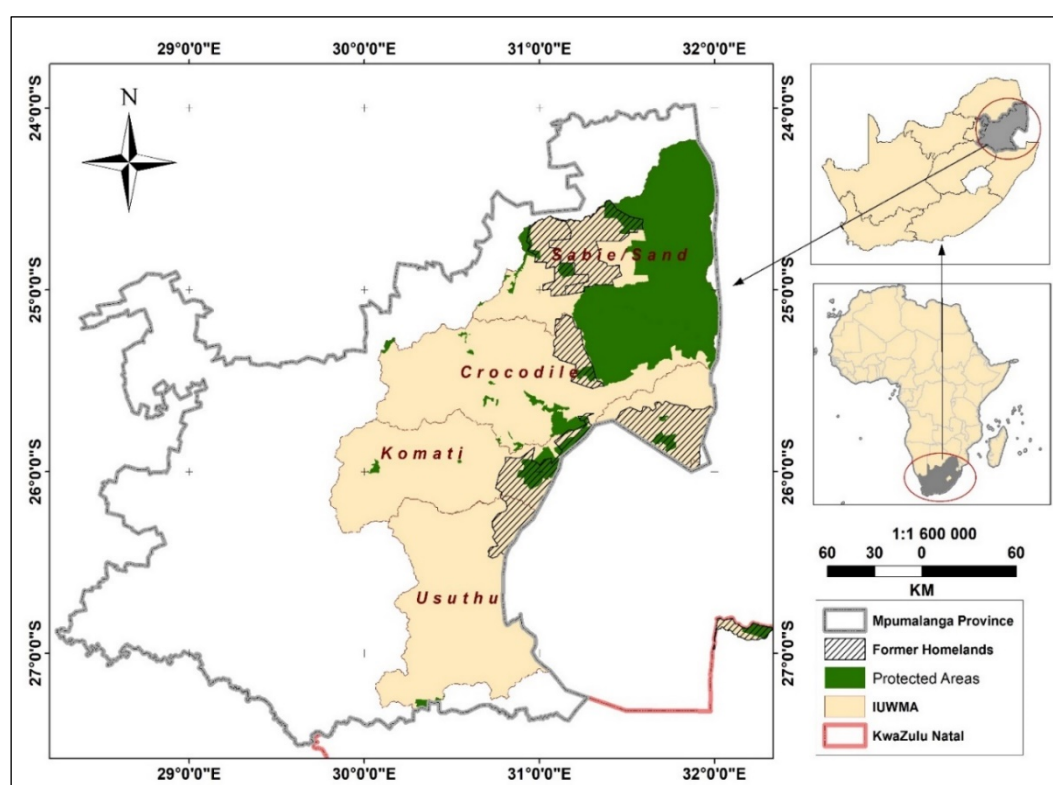 29°0'0"E 30°0'0"E 31°0'0"E 32°0'0"E
24°0'0"S 24°0'0"S
25°0'0"S 25°0'0"S
26°0'0"S 26°0'0"S
27°0'0"S 27°0'0"S
N
Sabie/Sand
Crocodile
Komati
Usuthu
29°0'0"E 30°0'0"E 31°0'0"E 32°0'0"E
1:1 600 000
60 30 0 60
KM
Mpumalanga Province
Former Homelands
Protected Areas
IUWMA
KwaZulu Natal